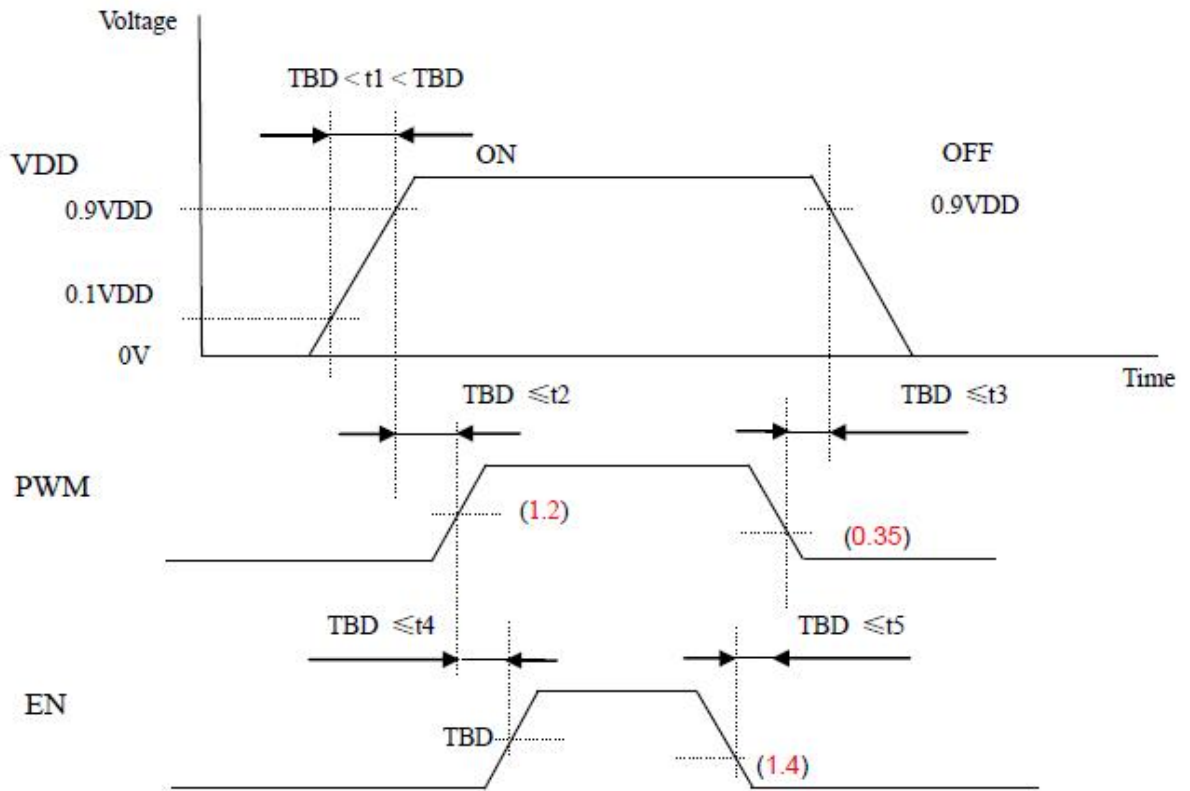 Voltage
TBD < t1 < TBD
ON
OFF
VDD
0.9VDD
0.9VDD
0.1VDD
0V
Time
TBD ≤t2
TBD ≤t3
PWM
(1.2)
(0.35)
TBD ≤t4
TBD ≤t5
EN
TBD
(1.4)